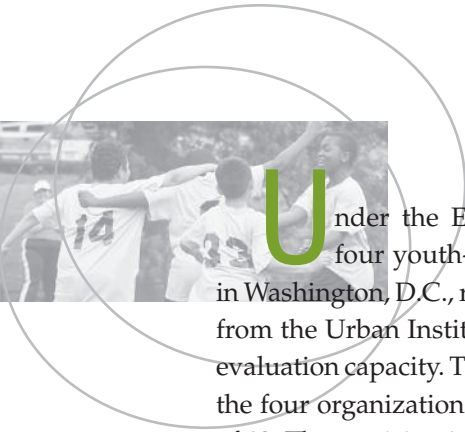 14
33
Under the E
four youth-
in Washington, D.C., r
from the Urban Instit
evaluation capacity. T
the four organization